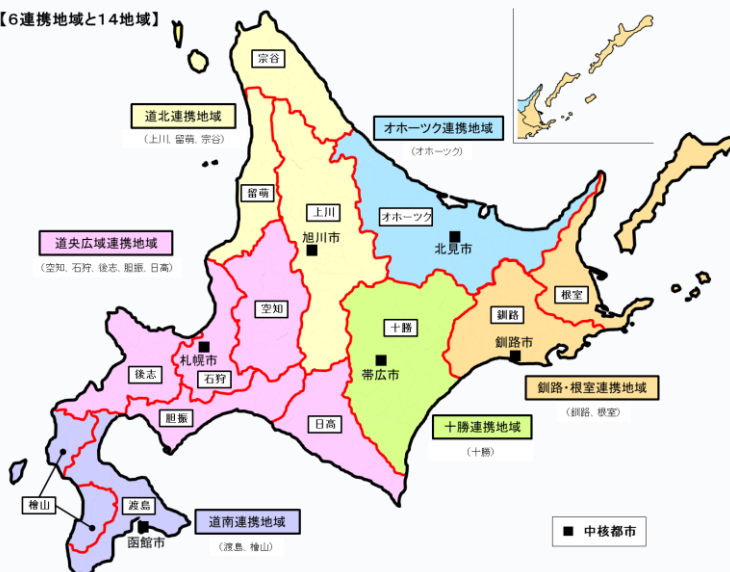 【6連携地域と14地域】
宗谷
道北連携地域
(上川、留萌、宗谷)
オホーツク連携地域
(オホーツク)
留萌
上川
オホーツク
旭川市
北見市
道央広域連携地域
(空知、石狩、後志、胆振、日高)
空知
十勝
釧路
根室
札幌市
石狩
後志
帯広市
釧路市
胆振
日高
釧路・根室連携地域
(釧路、根室)
十勝連携地域
(十勝)
檜山
渡島
函館市
道南連携地域
(渡島、檜山)
■ 中核都市